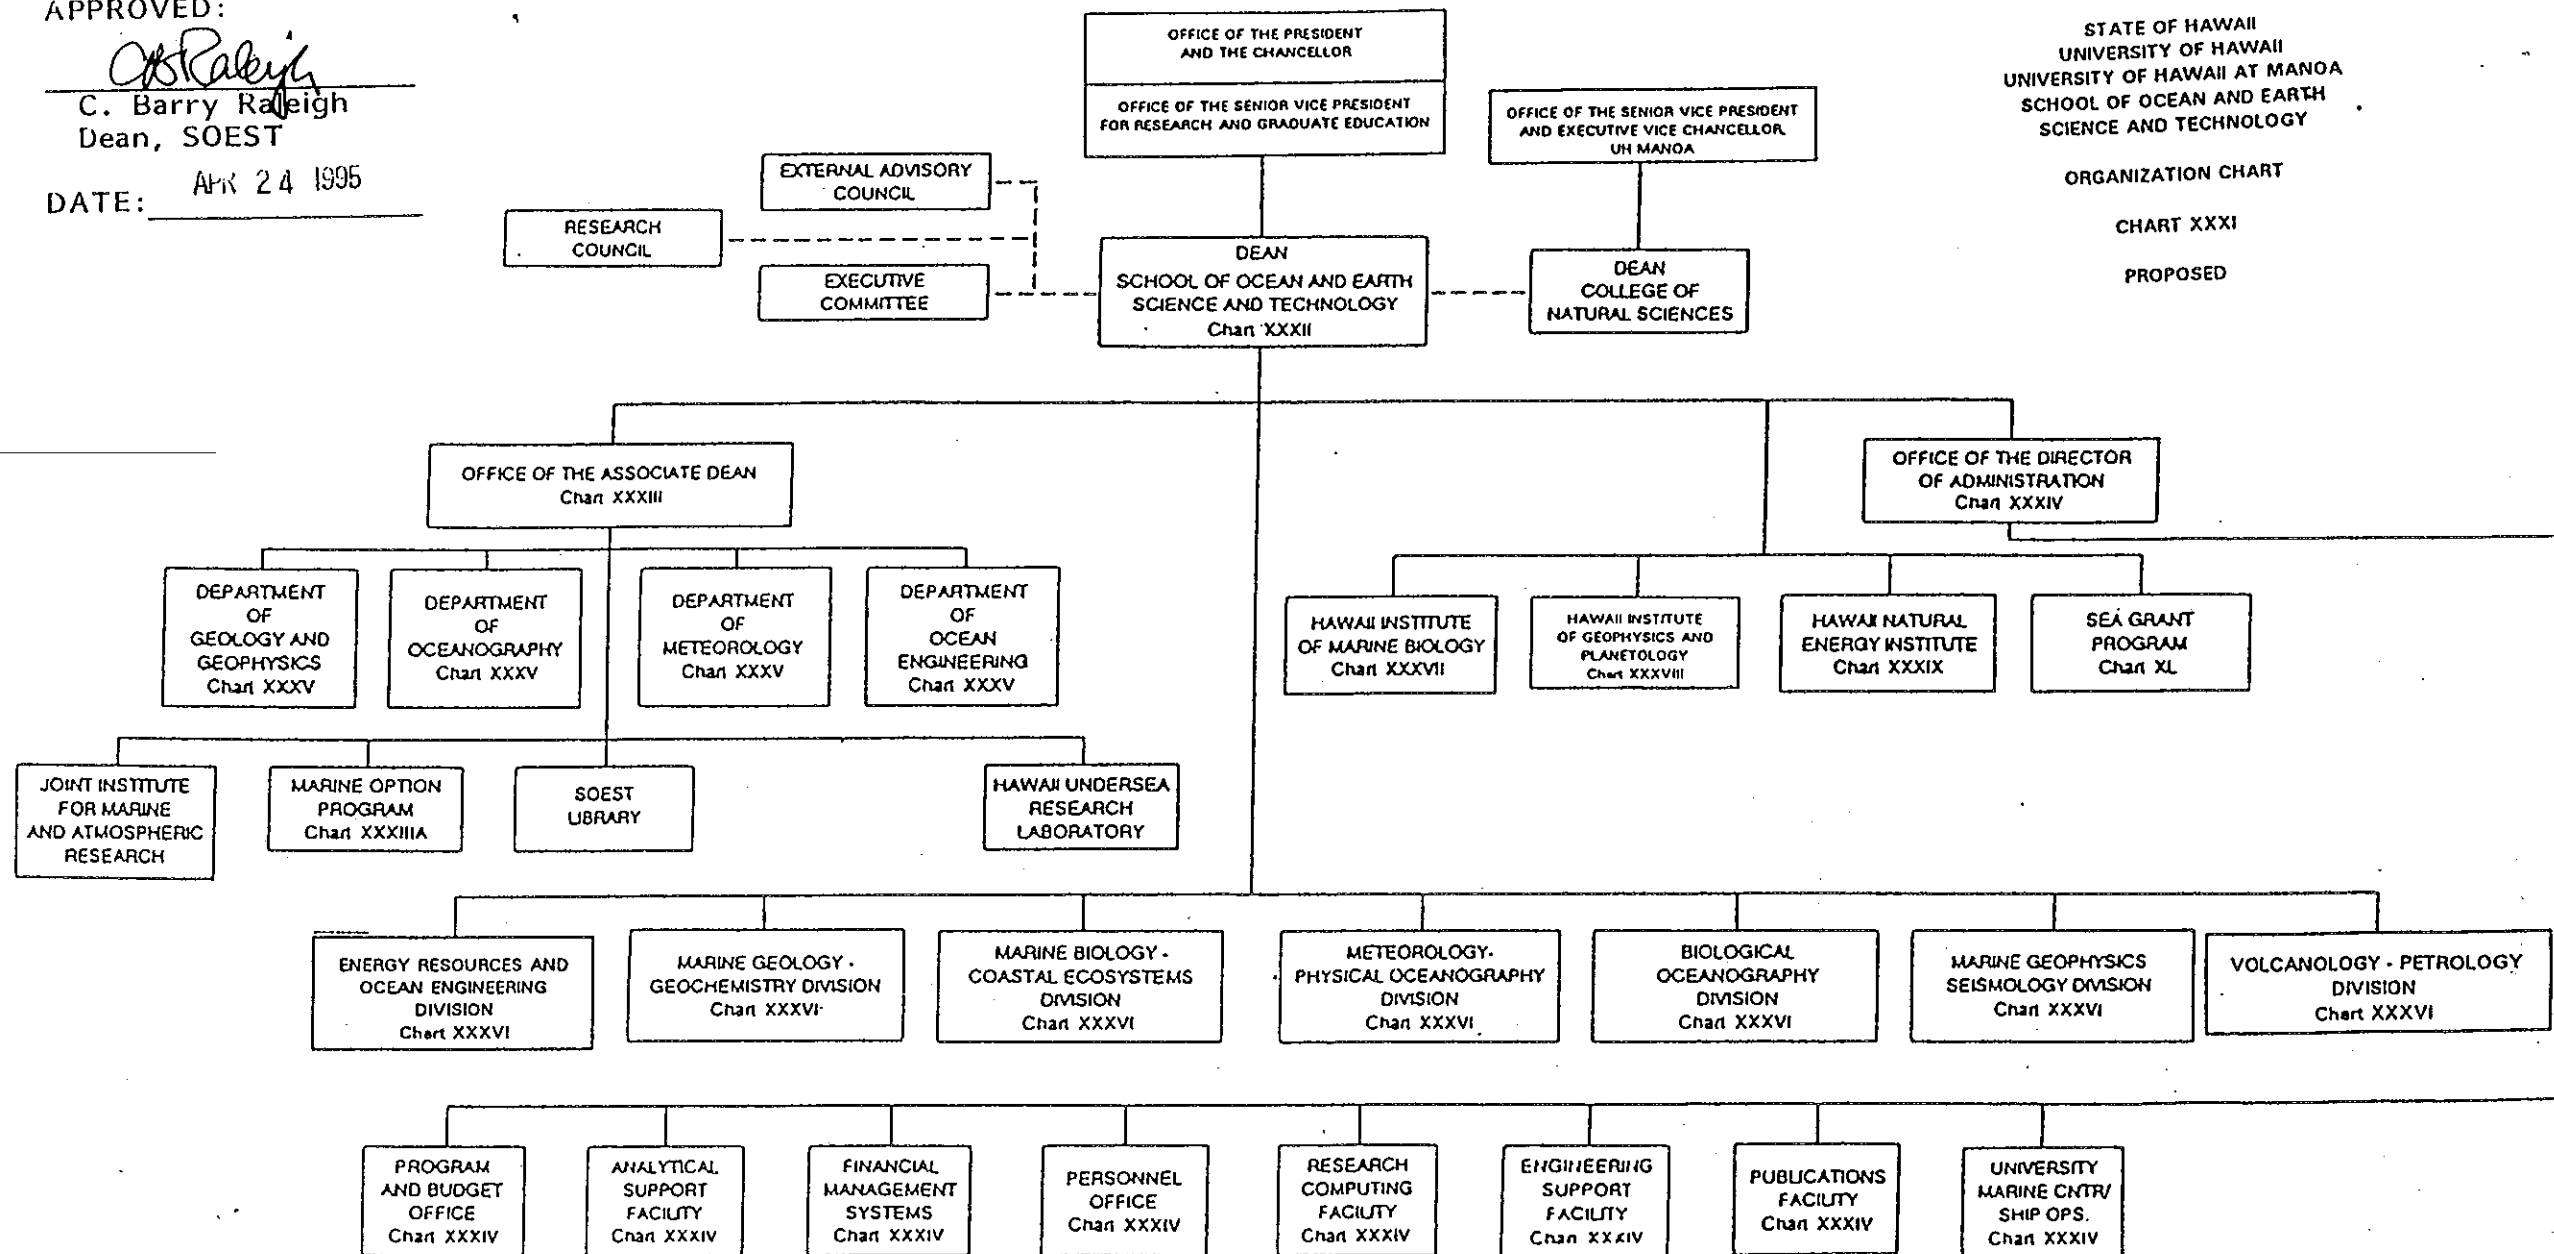 APPROVED:
CBRaleigh
C. Barry Raleigh
Dean, SOEST
DATE: APR 24 1995
OFFICE OF THE PRESIDENT
AND THE CHANCELLOR
OFFICE OF THE SENIOR VICE PRESIDENT
FOR RESEARCH AND GRADUATE EDUCATION
OFFICE OF THE SENIOR VICE PRESIDENT
AND EXECUTIVE VICE CHANCELLOR,
UH MANOA
STATE OF HAWAII
UNIVERSITY OF HAWAII
UNIVERSITY OF HAWAII AT MANOA
SCHOOL OF OCEAN AND EARTH
SCIENCE AND TECHNOLOGY
ORGANIZATION CHART
CHART XXXI
PROPOSED
EXTERNAL ADVISORY
COUNCIL
RESEARCH
COUNCIL
EXECUTIVE
COMMITTEE
DEAN
SCHOOL OF OCEAN AND EARTH
SCIENCE AND TECHNOLOGY
Chart XXXII
DEAN
COLLEGE OF
NATURAL SCIENCES
OFFICE OF THE ASSOCIATE DEAN
Chart XXXIII
OFFICE OF THE DIRECTOR
OF ADMINISTRATION
Chart XXXIV
DEPARTMENT
OF
GEOLOGY AND
GEOPHYSICS
Chart XXXV
DEPARTMENT
OF
OCEANOGRAPHY
Chart XXXV
DEPARTMENT
OF
METEOROLOGY
Chart XXXV
DEPARTMENT
OF
OCEAN
ENGINEERING
Chart XXXV
HAWAII INSTITUTE
OF MARINE BIOLOGY
Chart XXXVII
HAWAII INSTITUTE
OF GEOPHYSICS AND
PLANETOLOGY
Chart XXXVIII
HAWAII NATURAL
ENERGY INSTITUTE
Chart XXXIX
SEA GRANT
PROGRAM
Chart XL
JOINT INSTITUTE
FOR MARINE
AND ATMOSPHERIC
RESEARCH
MARINE OPTION
PROGRAM
Chart XXXIIIA
SOEST
LIBRARY
HAWAII UNDERSEA
RESEARCH
LABORATORY
ENERGY RESOURCES AND
OCEAN ENGINEERING
DIVISION
Chart XXXVI
MARINE GEOLOGY -
GEOCHEMISTRY DIVISION
Chart XXXVI
MARINE BIOLOGY -
COASTAL ECOSYSTEMS
DIVISION
Chart XXXVI
METEOROLOGY-
PHYSICAL OCEANOGRAPHY
DIVISION
Chart XXXVI
BIOLOGICAL
OCEANOGRAPHY
DIVISION
Chart XXXVI
MARINE GEOPHYSICS
SEISMOLOGY DIVISION
Chart XXXVI
VOLCANOLOGY - PETROLOGY
DIVISION
Chart XXXVI
PROGRAM
AND BUDGET
OFFICE
Chart XXXIV
ANALYTICAL
SUPPORT
FACILITY
Chart XXXIV
FINANCIAL
MANAGEMENT
SYSTEMS
Chart XXXIV
PERSONNEL
OFFICE
Chart XXXIV
RESEARCH
COMPUTING
FACILITY
Chart XXXIV
ENGINEERING
SUPPORT
FACILITY
Chart XXXIV
PUBLICATIONS
FACILITY
Chart XXXIV
UNIVERSITY
MARINE CNTR/
SHIP OPS.
Chart XXXIV